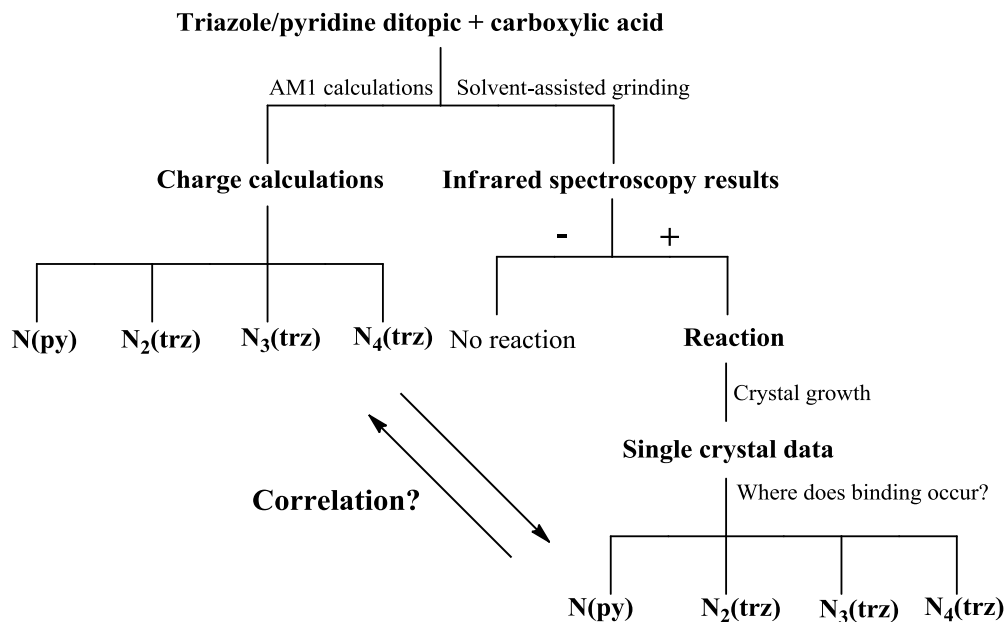 Triazole/pyridine ditopic + carboxylic acid
AM1 calculations Solvent-assisted grinding
Charge calculations Infrared spectroscopy results
- +
N(py) N2(trz) N3(trz) N4(trz) No reaction Reaction
Crystal growth
Single crystal data
Where does binding occur?
Correlation?
N(py) N2(trz) N3(trz) N4(trz)